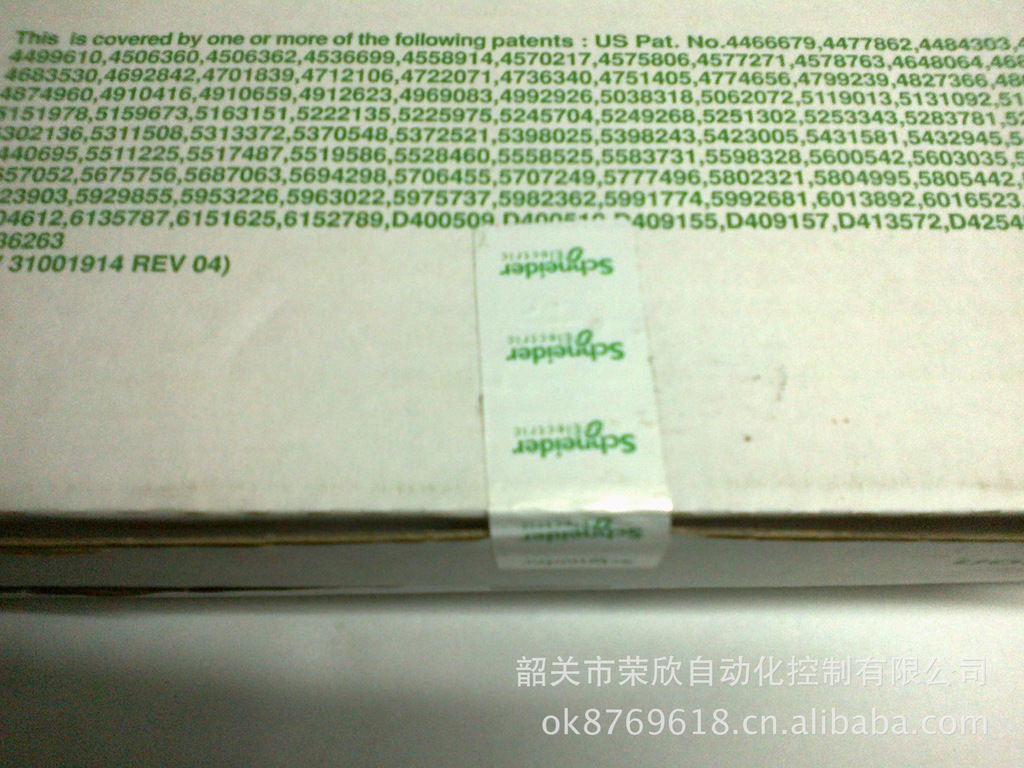 This is covered by one or more of the following patents : US Pat. No.4466679,4477862,4484303,
4499610,4506360,4506362,4536699,4558914,4570217,4575806,4577271,4578763,4648064,
4683530,4692842,4701839,4712106,4722071,4736340,4751405,4774656,4799239,4827366,
4874960,4910416,4910659,4912623,4969083,4992926,5038318,5062072,5119013,5131092,
5151978,5159673,5163151,5222135,5225975,5245704,5249268,5251302,5253343,5283781,
5302136,5311508,5313372,5370548,5372521,5398025,5398243,5423005,5431581,5432945,
440695,5511225,5517487,5519586,5528460,5558525,5583731,5598328,5600542,5603035,
657052,5675756,5687063,5694298,5706455,5707249,5777496,5802321,5804995,5805442,
23903,5929855,5953226,5963022,5975737,5982362,5991774,5992681,6013892,6016523,
04612,6135787,6151625,6152789,D400509,D400510,D409155,D409157,D413572,D4254
36263
31001914 REV 04)
Schneider
Electric
Schneider
Electric
Schneider
Electric
Schneider
Electric
韶关市荣欣自动化控制有限公司
ok8769618.cn.alibaba.com